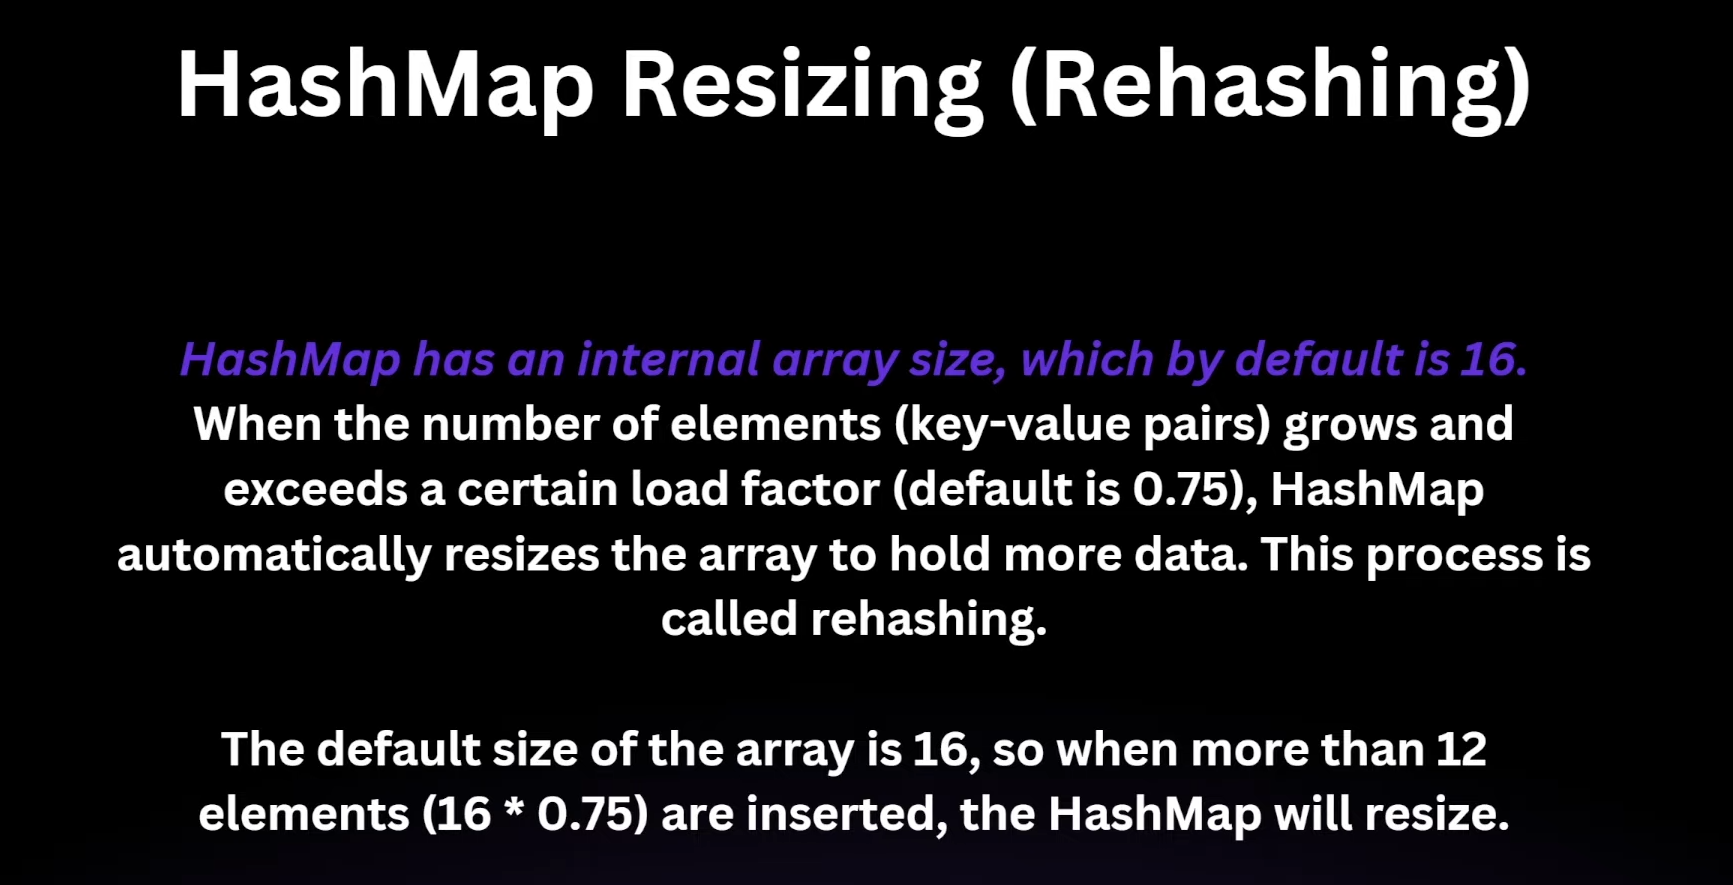 HashMap Resizing (Rehashing)
HashMap has an internal array size, which by default is 16.
When the number of elements (key-value pairs) grows and
exceeds a certain load factor (default is 0.75), HashMap
automatically resizes the array to hold more data. This process is
called rehashing.
The default size of the array is 16, so when more than 12
elements (16 * 0.75) are inserted, the HashMap will resize.